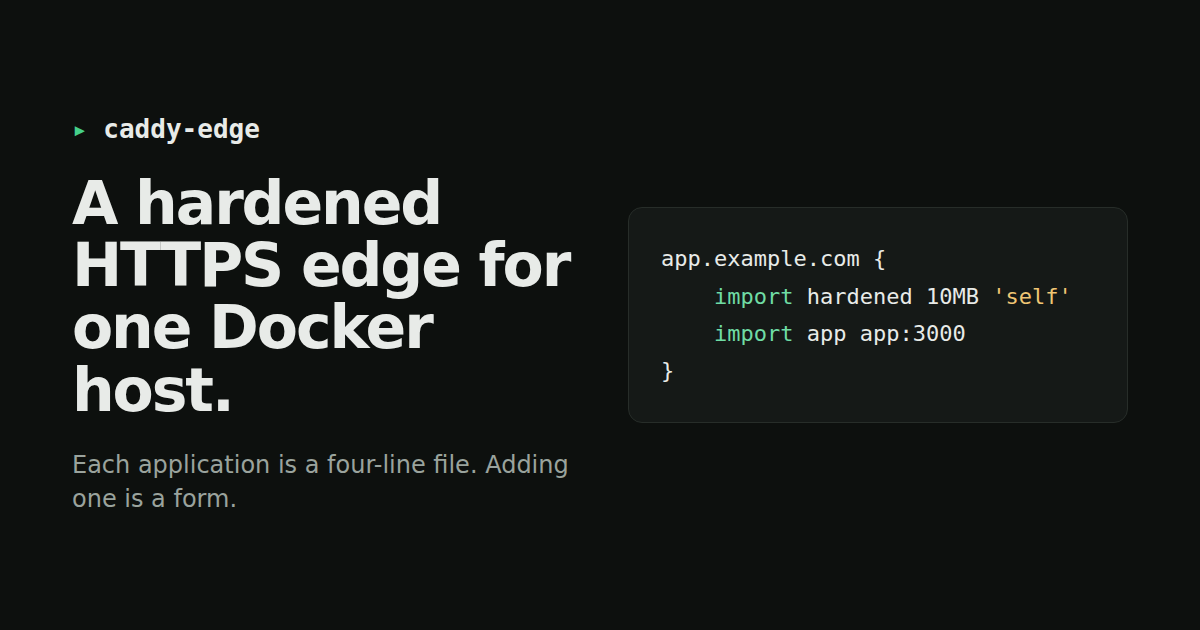 ▶ caddy-edge
A hardened
HTTPS edge for
one Docker
host.
Each application is a four-line file. Adding
one is a form.
app.example.com {
    import hardened 10MB 'self'
    import app app:3000
}